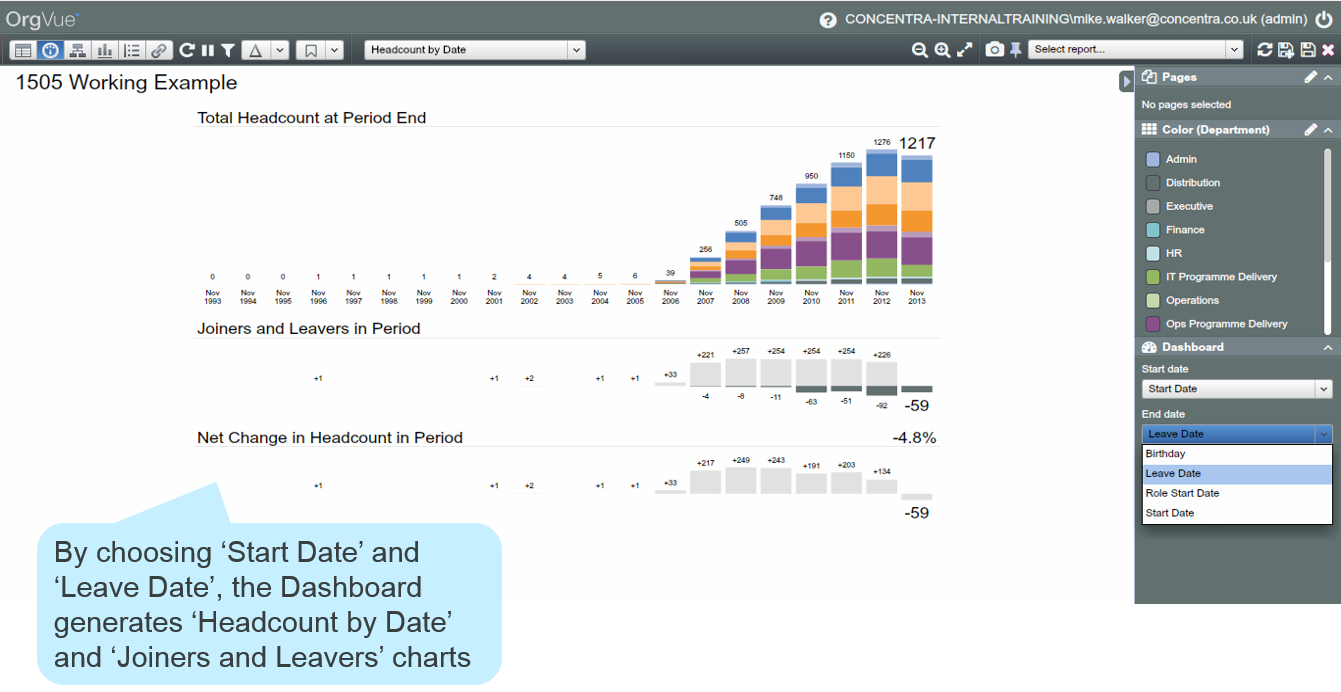 OrgVue
CONCENTRA-INTERNALTRAINING\mike.walker@concentra.co.uk (admin)
Headcount by Date
Select report...
1505 Working Example
Total Headcount at Period End
0 0 0 1 1 1 1 1 2 4 4 5 6 39 256 505 748 950 1150 1276 1217
Nov Nov Nov Nov Nov Nov Nov Nov Nov Nov Nov Nov Nov Nov Nov Nov Nov Nov Nov Nov Nov
1993 1994 1995 1996 1997 1998 1999 2000 2001 2002 2003 2004 2005 2006 2007 2008 2009 2010 2011 2012 2013
Joiners and Leavers in Period
+1 +1 +2 +1 +1 +33 +221 +257 +254 +254 +254 +226
-4 -8 -11 -63 -51 -92 -59
Net Change in Headcount in Period
-4.8%
+1 +1 +2 +1 +1 +33 +217 +249 +243 +191 +203 +134
-59
By choosing ‘Start Date’ and
‘Leave Date’, the Dashboard
generates ‘Headcount by Date’
and ‘Joiners and Leavers’ charts
Pages
No pages selected
Color (Department)
Admin
Distribution
Executive
Finance
HR
IT Programme Delivery
Operations
Ops Programme Delivery
Dashboard
Start date
Start Date
End date
Leave Date
Birthday
Leave Date
Role Start Date
Start Date